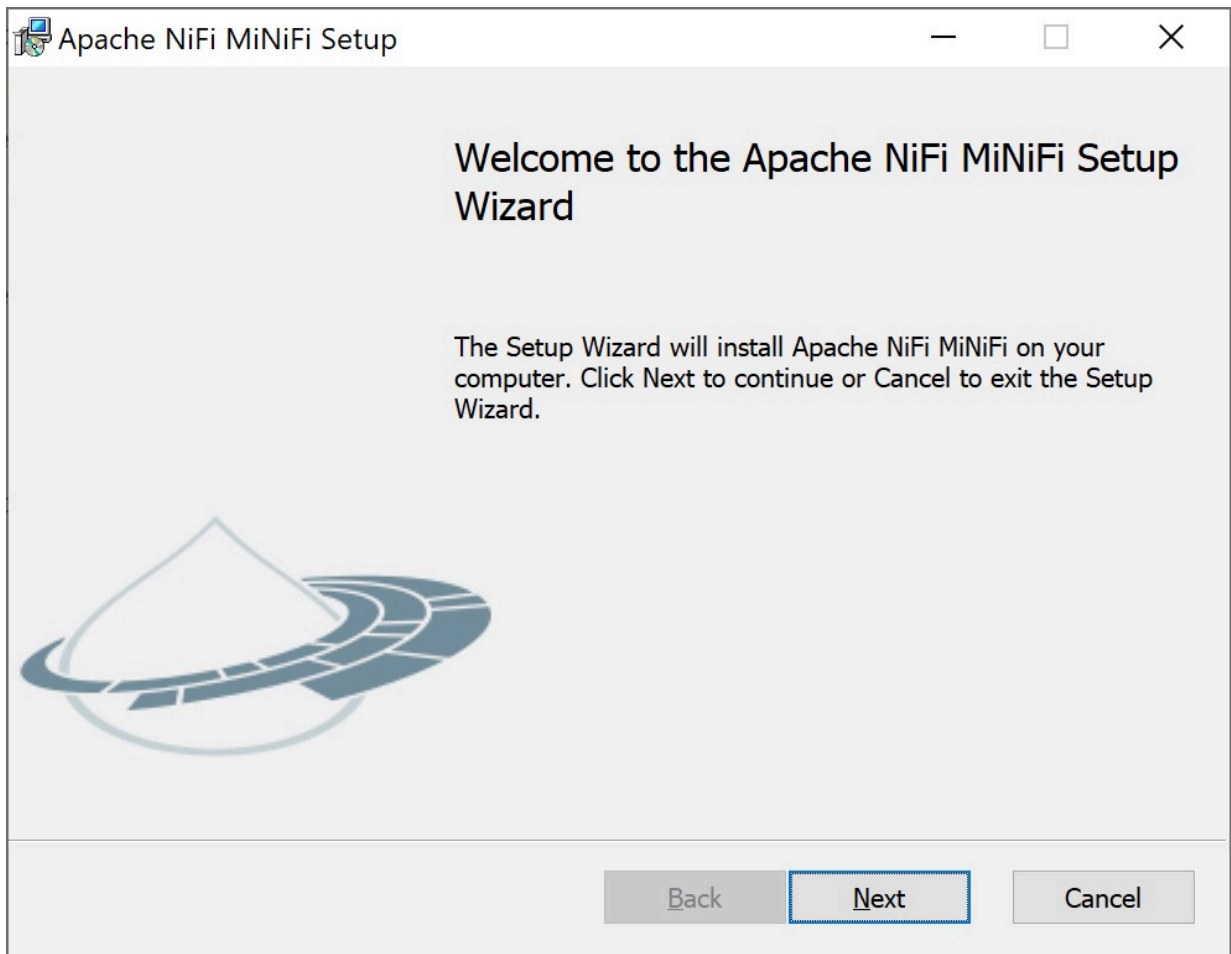 Apache NiFi MiNiFi Setup
Welcome to the Apache NiFi MiNiFi Setup
Wizard
The Setup Wizard will install Apache NiFi MiNiFi on your
computer. Click Next to continue or Cancel to exit the Setup
Wizard.
Back Next Cancel